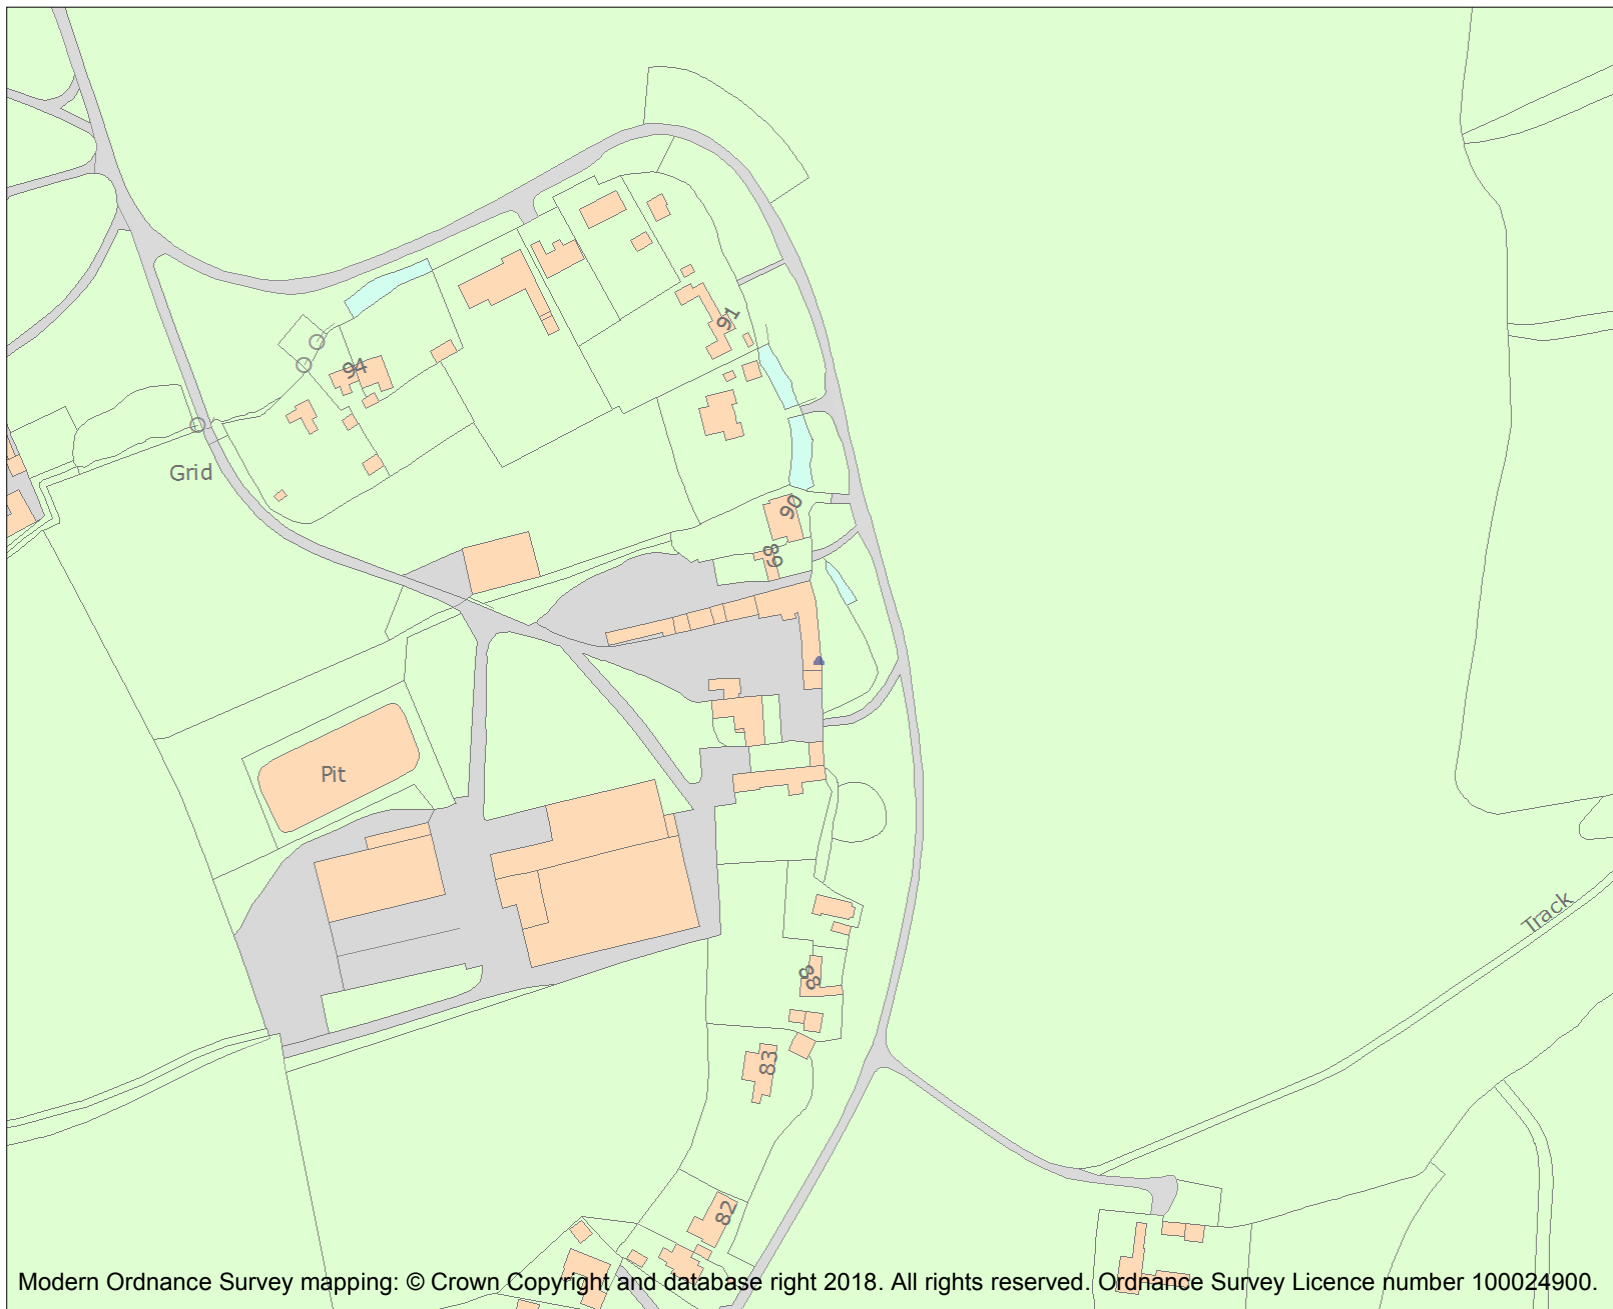 91
94
Grid
90
89
Pit
Track
88
83
82
Modern Ordnance Survey mapping: © Crown Copyright and database right 2018. All rights reserved. Ordnance Survey Licence number 100024900.